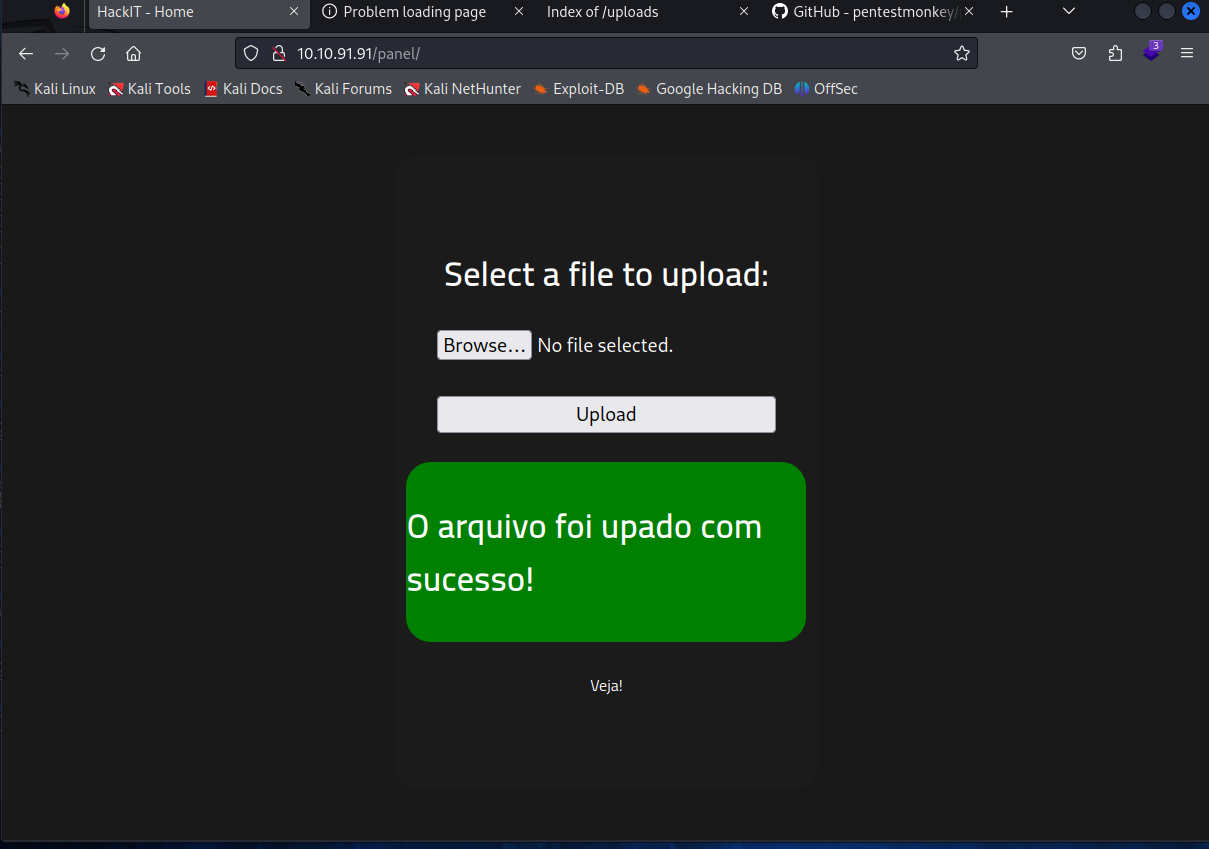 HackIT - Home
Problem loading page
Index of /uploads
GitHub - pentestmonkey/
10.10.91.91/panel/
3
Kali Linux
Kali Tools
Kali Docs
Kali Forums
Kali NetHunter
Exploit-DB
Google Hacking DB
OffSec
Select a file to upload:
Browse... No file selected.
Upload
O arquivo foi upado com
sucesso!
Veja!